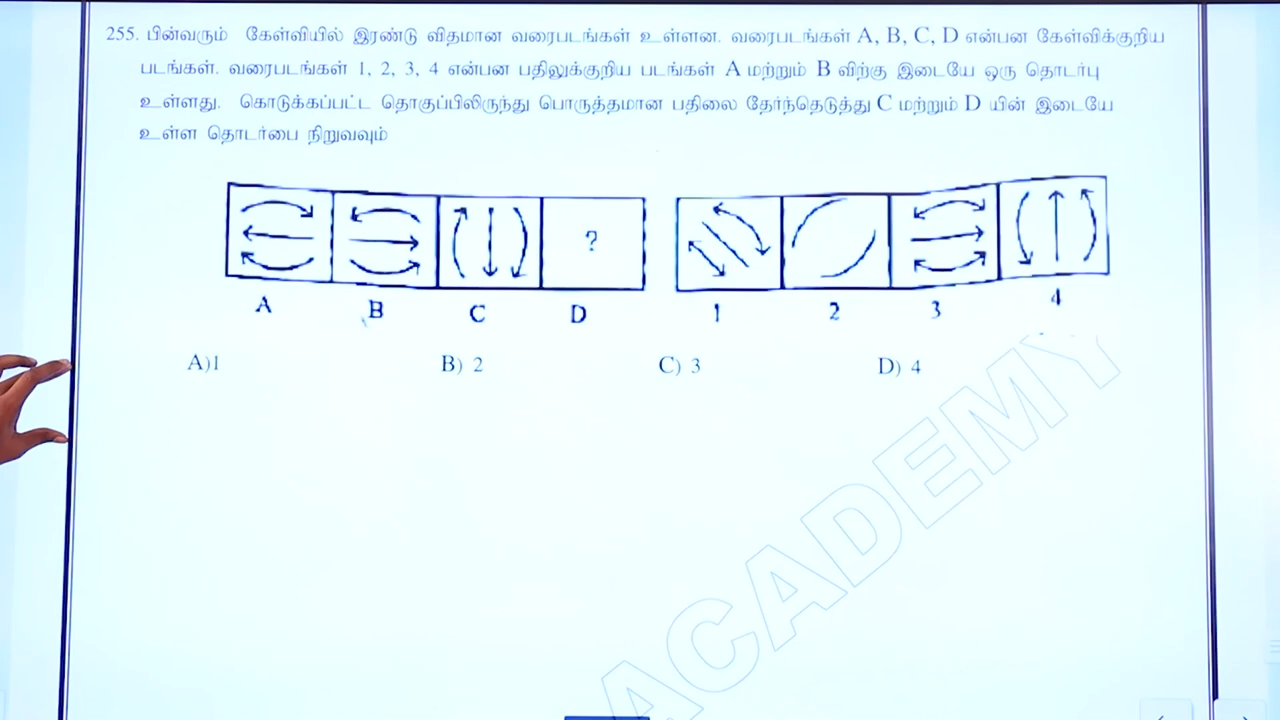 255. பின்வரும் கேள்வியில் இரண்டு விதமான வரைபடங்கள் உள்ளன. வரைபடங்கள் A, B, C, D என்பன கேள்விக்குறிய
படங்கள். வரைபடங்கள் 1, 2, 3, 4 என்பன பதிலுக்குறிய படங்கள் A மற்றும் B விற்கு இடையே ஒரு தொடர்பு
உள்ளது. கொடுக்கப்பட்ட தொகுப்பிலிருந்து பொருத்தமான பதிலை தேர்ந்தெடுத்து C மற்றும் D யின் இடையே
உள்ள தொடர்பை நிறுவவும்
?
A B C D 1 2 3 4
A)1 B) 2 C) 3 D) 4
ACADEMY